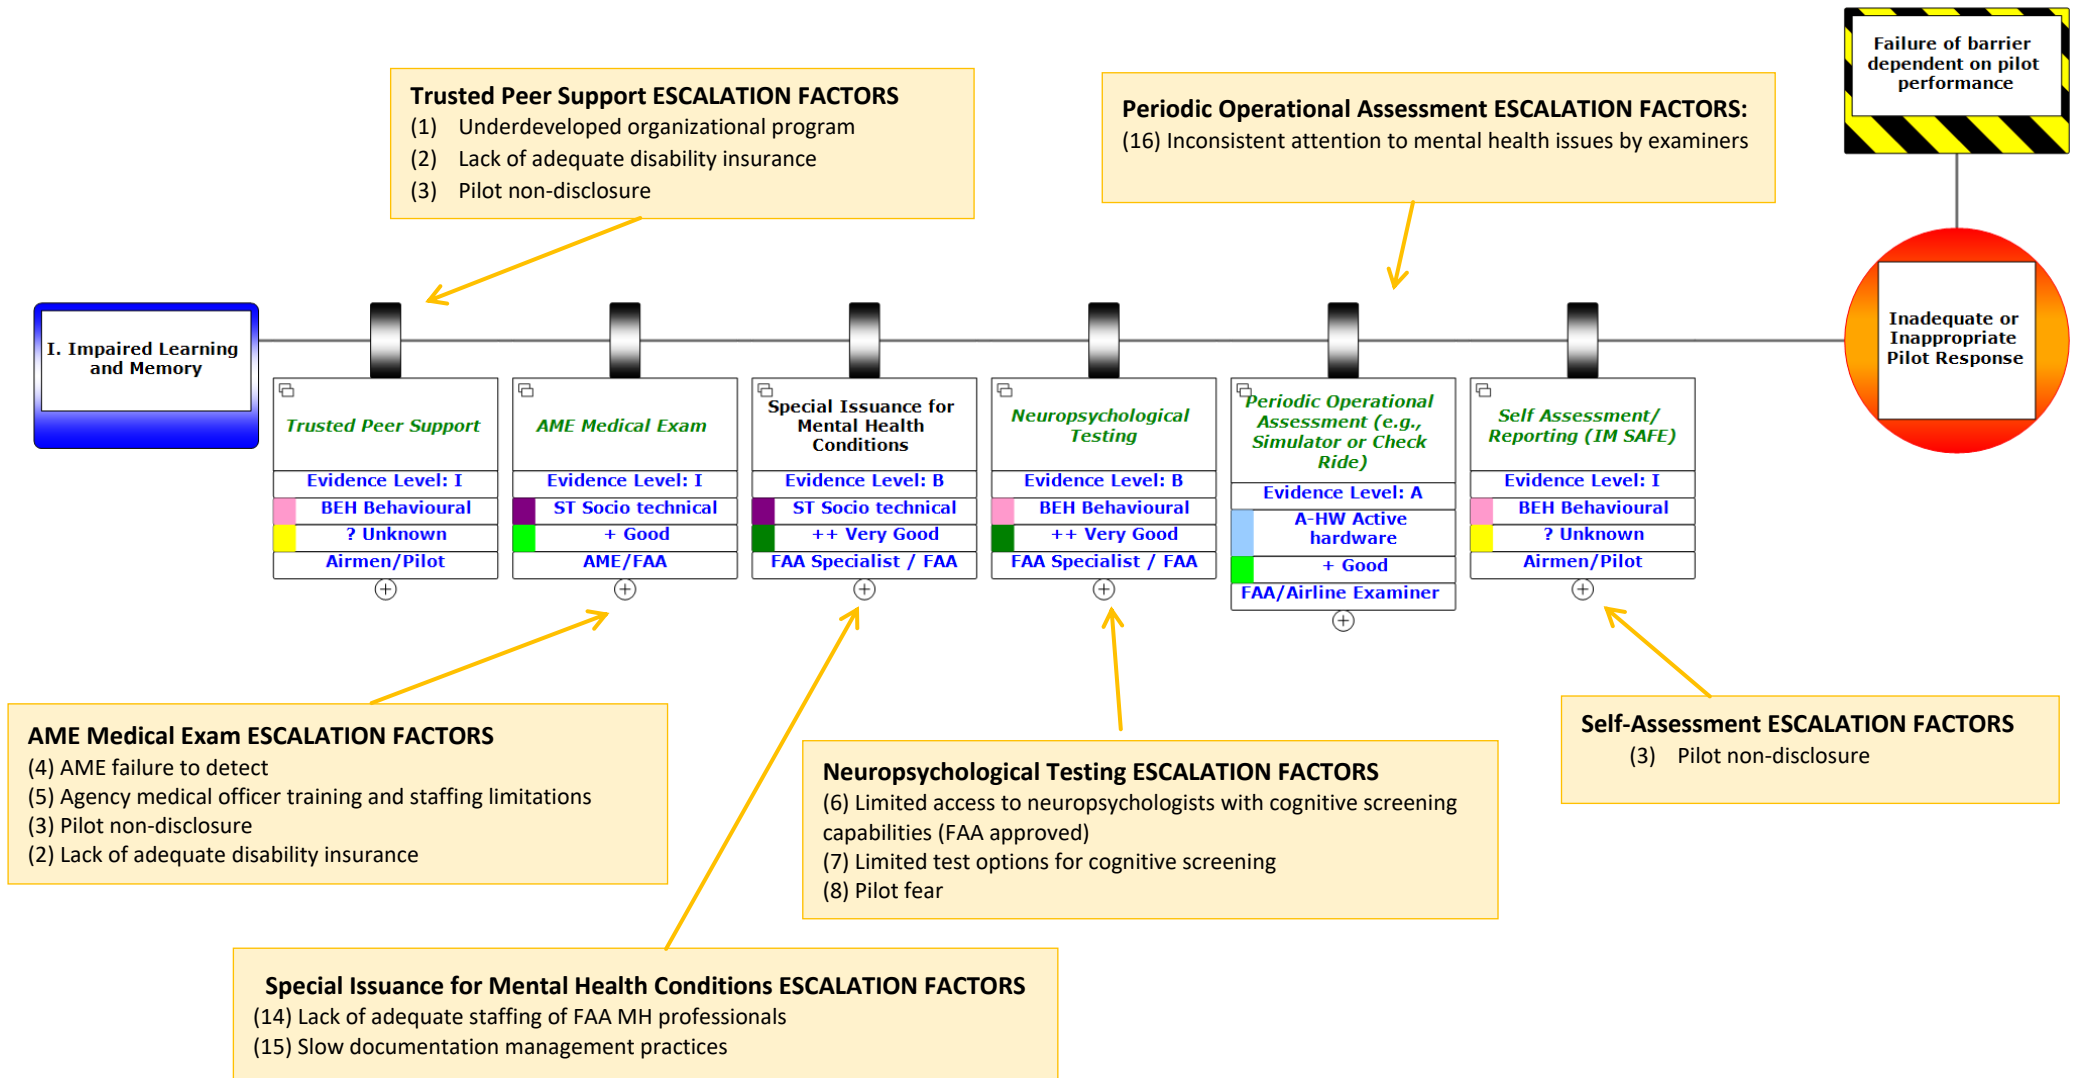 Failure of barrier
dependent on pilot
performance
Trusted Peer Support ESCALATION FACTORS
(1) Underdeveloped organizational program
(2) Lack of adequate disability insurance
(3) Pilot non-disclosure
Periodic Operational Assessment ESCALATION FACTORS:
(16) Inconsistent attention to mental health issues by examiners
I. Impaired Learning
and Memory
Inadequate or
Inappropriate
Pilot Response
Trusted Peer Support
Evidence Level: I
BEH Behavioural
? Unknown
Airmen/Pilot
AME Medical Exam
Evidence Level: I
ST Socio technical
+ Good
AME/FAA
Special Issuance for
Mental Health
Conditions
Evidence Level: B
ST Socio technical
++ Very Good
FAA Specialist / FAA
Neuropsychological
Testing
Evidence Level: B
BEH Behavioural
++ Very Good
FAA Specialist / FAA
Periodic Operational
Assessment (e.g.,
Simulator or Check
Ride)
Evidence Level: A
A-HW Active
hardware
+ Good
FAA/Airline Examiner
Self Assessment/
Reporting (IM SAFE)
Evidence Level: I
BEH Behavioural
? Unknown
Airmen/Pilot
AME Medical Exam ESCALATION FACTORS
(4) AME failure to detect
(5) Agency medical officer training and staffing limitations
(3) Pilot non-disclosure
(2) Lack of adequate disability insurance
Neuropsychological Testing ESCALATION FACTORS
(6) Limited access to neuropsychologists with cognitive screening
capabilities (FAA approved)
(7) Limited test options for cognitive screening
(8) Pilot fear
Self-Assessment ESCALATION FACTORS
(3) Pilot non-disclosure
Special Issuance for Mental Health Conditions ESCALATION FACTORS
(14) Lack of adequate staffing of FAA MH professionals
(15) Slow documentation management practices